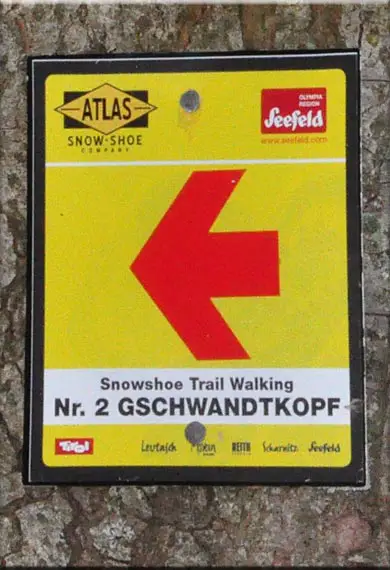 ATLAS
SNOW-SHOE
COMPANY
OLYMPIA
REGION
Seefeld
www.seefeld.com
Snowshoe Trail Walking
Nr. 2 GSCHWANDTKOPF
Tirol
Leutasch
REITH
Scharnitz
Seefeld